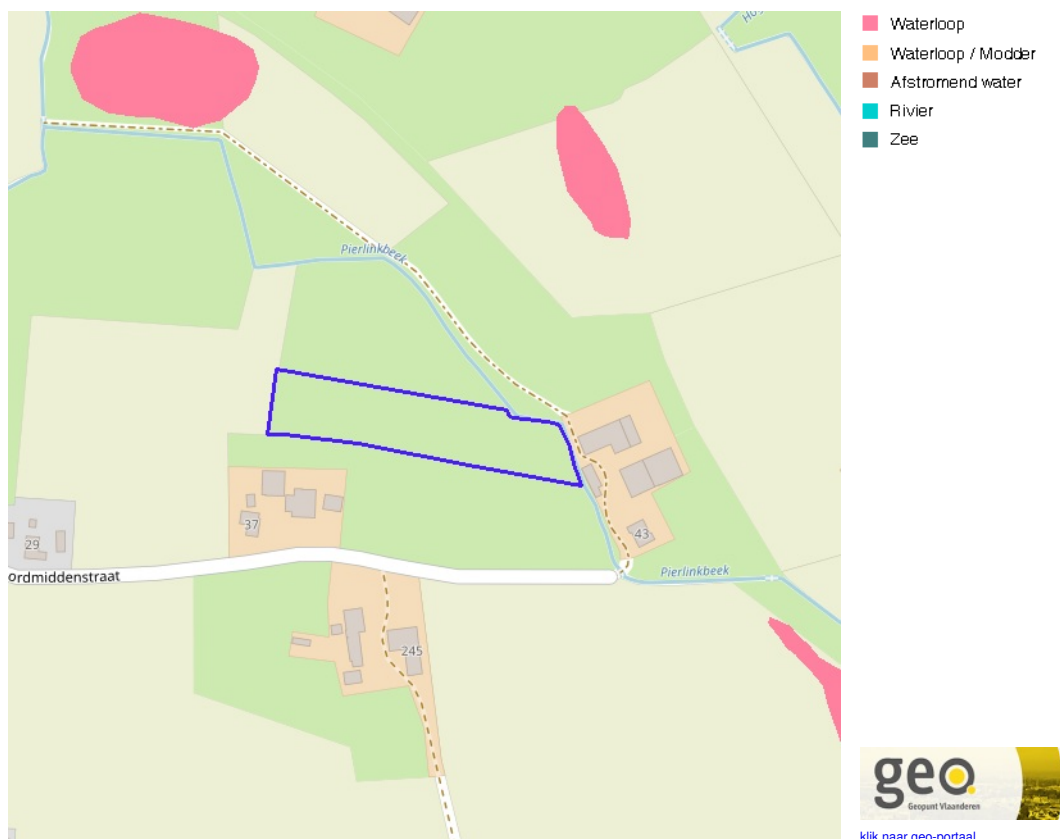 Waterloop
Waterloop / Modder
Afstromend water
Rivier
Zee
Pierlinkbeek
37
29
43
ordmiddenstraat
Pierlinkbeek
245
geo
Geopunt Vlaanderen
klik naar geo-portaal